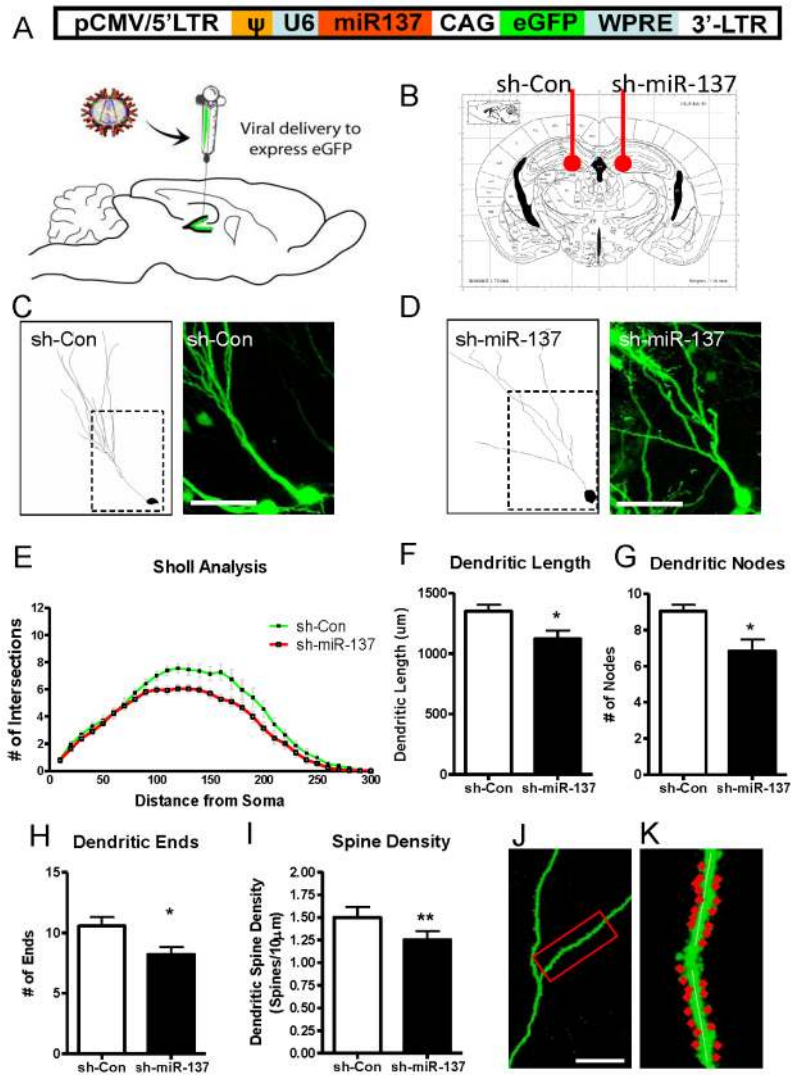 A
pCMV/5'LTR ψ U6 miR137 CAG eGFP WPRE 3'-LTR
Viral delivery to
express eGFP
B
sh-Con sh-miR-137
C
sh-Con sh-Con
D
sh-miR-137 sh-miR-137
E
Sholl Analysis
12
10
8
6
4
2
0
# of Intersections
sh-Con
sh-miR-137
0 50 100 150 200 250 300
Distance from Soma
F
Dendritic Length
1500
1000
500
0
Dendritic Length (um)
*
sh-Con sh-miR-137
G
Dendritic Nodes
10
8
6
4
2
0
# of Nodes
*
sh-Con sh-miR-137
H
Dendritic Ends
15
10
5
0
# of Ends
*
sh-Con sh-miR-137
I
Spine Density
2.00
1.75
1.50
1.25
1.00
0.75
0.50
0.25
0.00
Dendritic Spine Density
(Spines/10μm)
**
sh-Con sh-miR-137
J
K